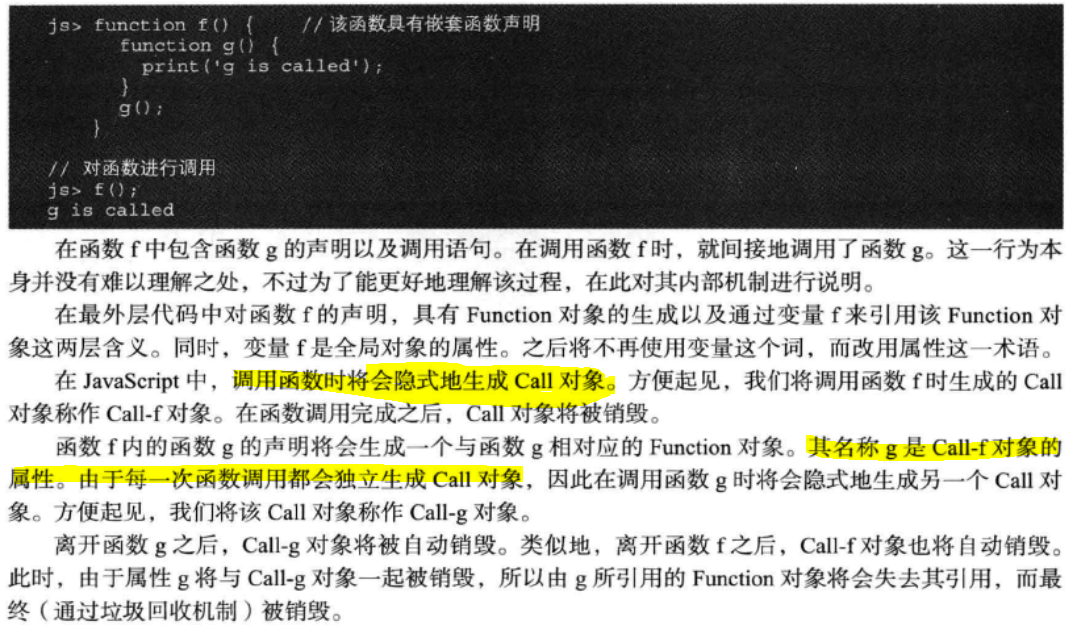 js> function f() {    // 该函数具有嵌套函数声明
      function g() {
        print('g is called');
      }
      g();
    }
// 对函数进行调用
js> f();
g is called
在函数 f 中包含函数 g 的声明以及调用语句。在调用函数 f 时，就间接地调用了函数 g。这一行为本
身并没有难以理解之处，不过为了能更好地理解该过程，在此对其内部机制进行说明。
在最外层代码中对函数 f 的声明，具有 Function 对象的生成以及通过变量 f 来引用该 Function 对
象这两层含义。同时，变量 f 是全局对象的属性。之后将不再使用变量这个词，而改用属性这一术语。
在 JavaScript 中，调用函数时将会隐式地生成 Call 对象。方便起见，我们将调用函数 f 时生成的 Call
对象称作 Call-f 对象。在函数调用完成之后，Call 对象将被销毁。
函数 f 内的函数 g 的声明将会生成一个与函数 g 相对应的 Function 对象。其名称 g 是 Call-f 对象的
属性。由于每一次函数调用都会独立生成 Call 对象，因此在调用函数 g 时将会隐式地生成另一个 Call 对
象。方便起见，我们将该 Call 对象称作 Call-g 对象。
离开函数 g 之后，Call-g 对象将被自动销毁。类似地，离开函数 f 之后，Call-f 对象也将自动销毁。
此时，由于属性 g 将与 Call-g 对象一起被销毁，所以由 g 所引用的 Function 对象将会失去其引用，而最
终（通过垃圾回收机制）被销毁。